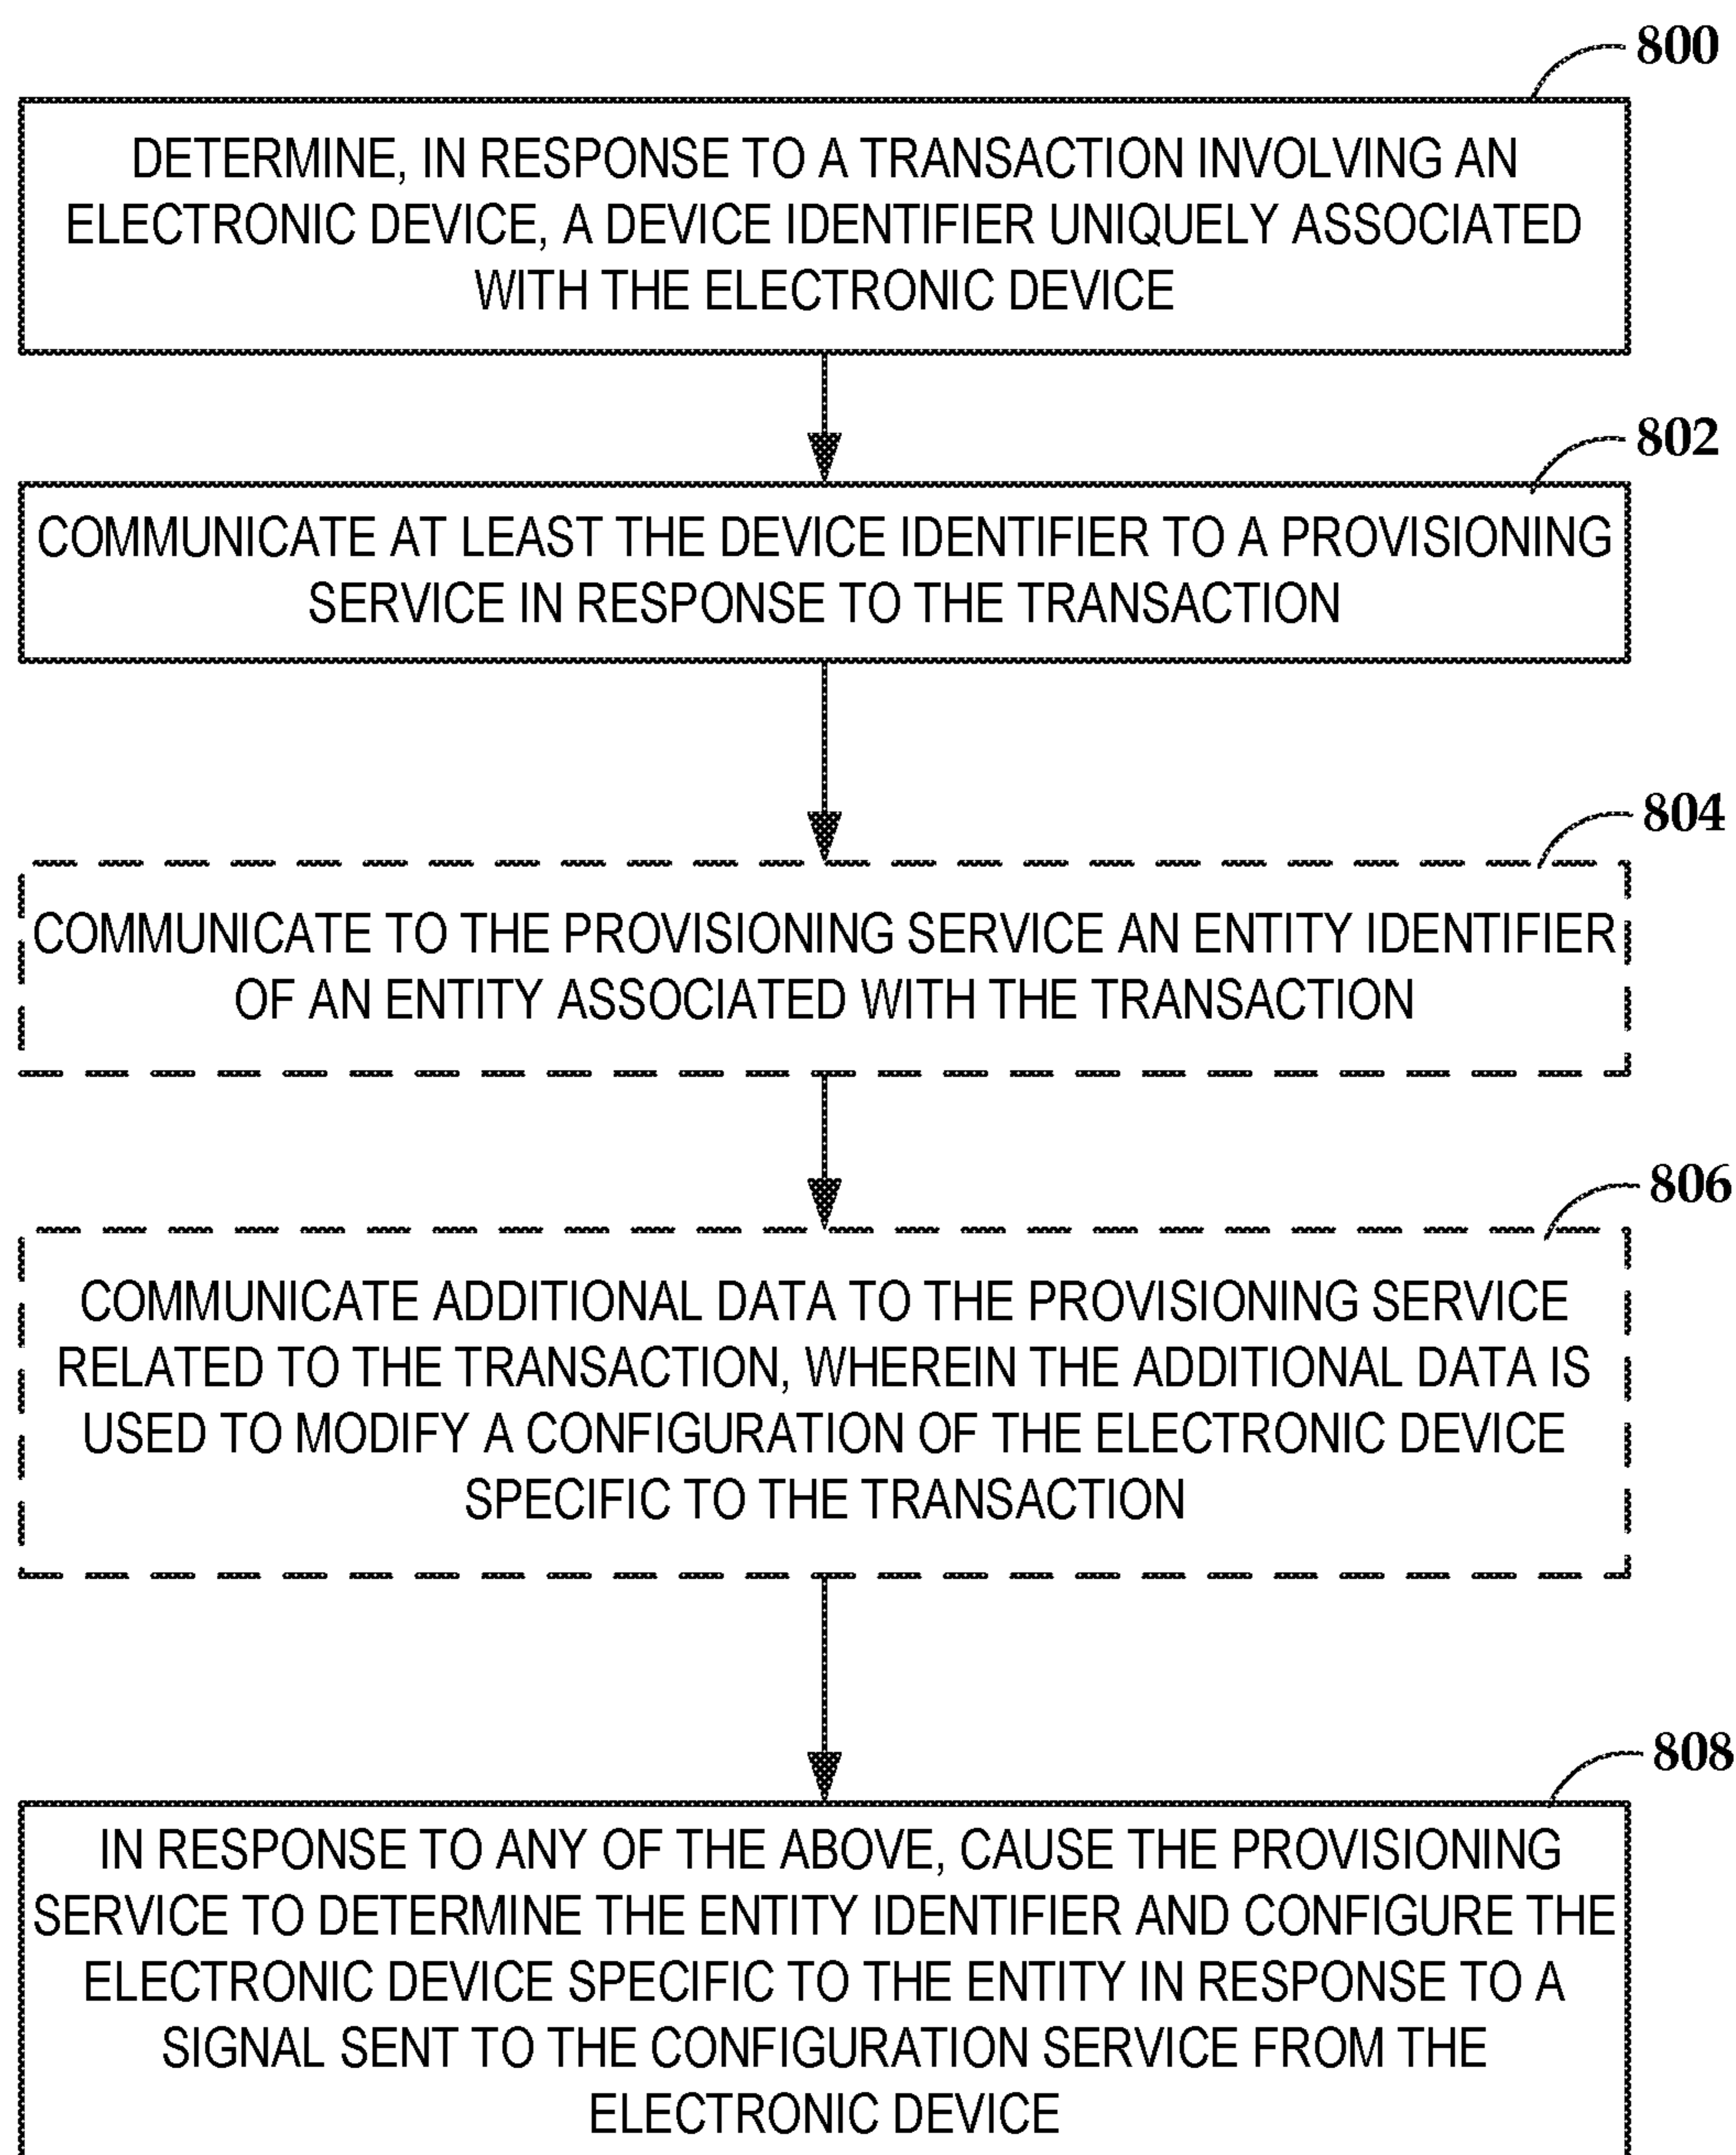 800
DETERMINE, IN RESPONSE TO A TRANSACTION INVOLVING AN
ELECTRONIC DEVICE, A DEVICE IDENTIFIER UNIQUELY ASSOCIATED
WITH THE ELECTRONIC DEVICE
802
COMMUNICATE AT LEAST THE DEVICE IDENTIFIER TO A PROVISIONING
SERVICE IN RESPONSE TO THE TRANSACTION
804
COMMUNICATE TO THE PROVISIONING SERVICE AN ENTITY IDENTIFIER
OF AN ENTITY ASSOCIATED WITH THE TRANSACTION
806
COMMUNICATE ADDITIONAL DATA TO THE PROVISIONING SERVICE
RELATED TO THE TRANSACTION, WHEREIN THE ADDITIONAL DATA IS
USED TO MODIFY A CONFIGURATION OF THE ELECTRONIC DEVICE
SPECIFIC TO THE TRANSACTION
808
IN RESPONSE TO ANY OF THE ABOVE, CAUSE THE PROVISIONING
SERVICE TO DETERMINE THE ENTITY IDENTIFIER AND CONFIGURE THE
ELECTRONIC DEVICE SPECIFIC TO THE ENTITY IN RESPONSE TO A
SIGNAL SENT TO THE CONFIGURATION SERVICE FROM THE
ELECTRONIC DEVICE